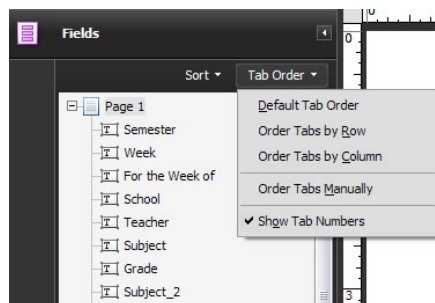 0
Fields
0
Sort Tab Order
Page 1
Default Tab Order
Semester
Order Tabs by Row
Week
Order Tabs by Column
For the Week of
School
Order Tabs Manually
Teacher
Show Tab Numbers
Subject
Grade
Subject_2
3